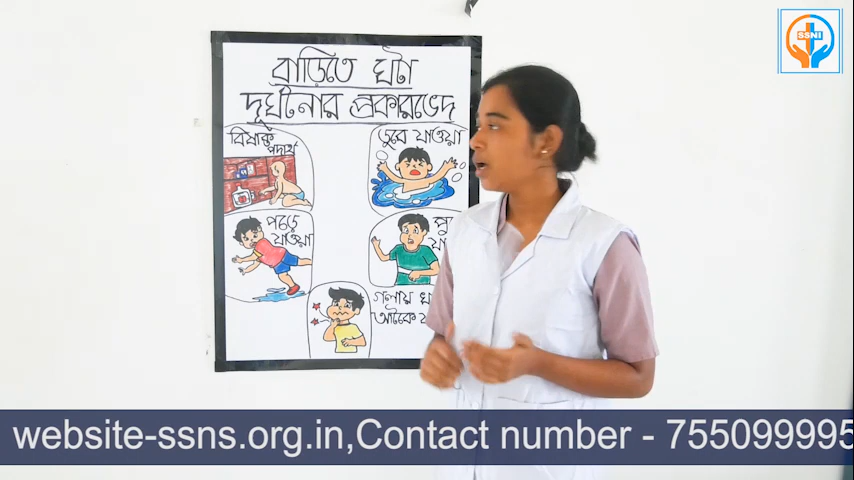 SSNI
বাড়িতে ঘটা
দূর্ঘটনার প্রকারভেদ
বিষাক্ত
পদার্থ
ডুবে যাওয়া
পড়ে
যাওয়া
গলায়
আটকে
website-ssns.org.in,Contact number - 755099995